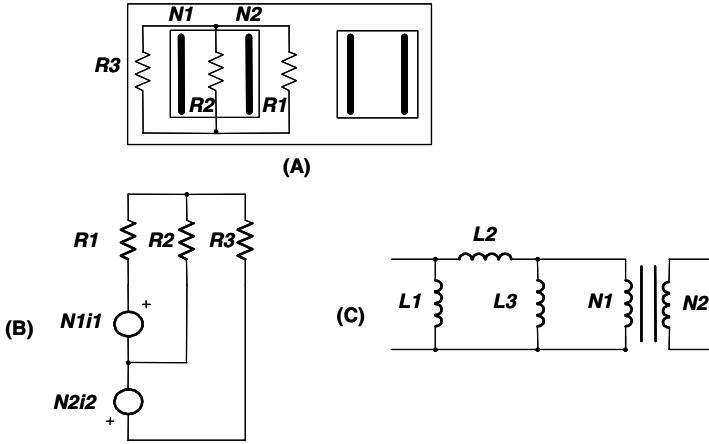 N1 N2
R3
R2 R1
(A)
R1 R2 R3
+
N1i1
(B)
N2i2
+
L2
L1 L3 N1 N2
(C)